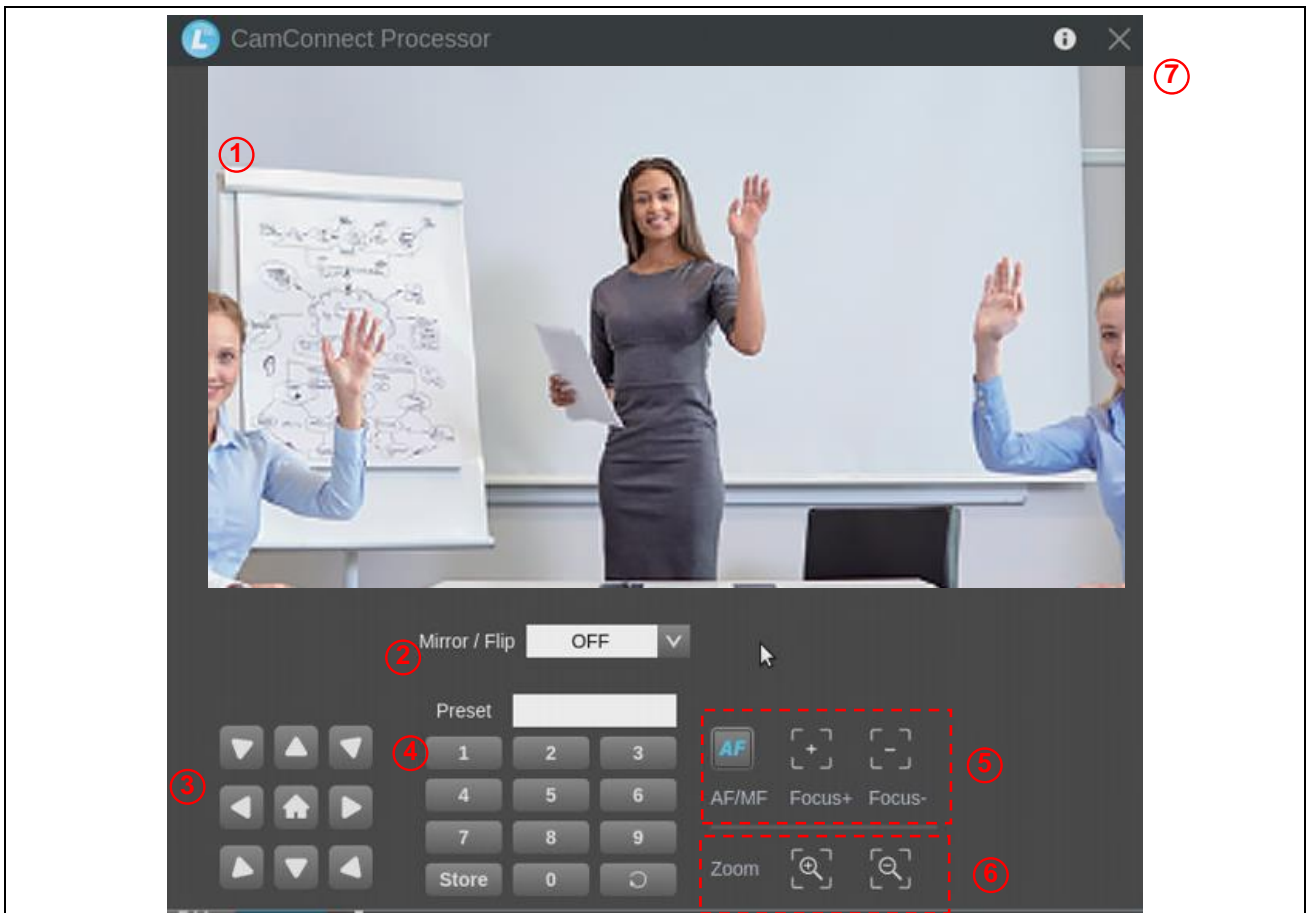 CamConnect Processor
7
1
2 Mirror / Flip OFF
Preset
4 1 2 3
5
3
4 5 6 AF/MF Focus+ Focus-
7 8 9
Store 0 Zoom 6
AF